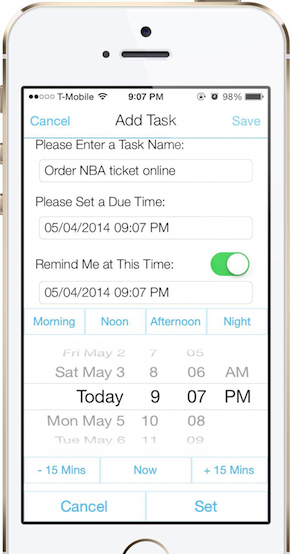 T-Mobile 9:07 PM 98%
Cancel Add Task Save
Please Enter a Task Name:
Order NBA ticket online
Please Set a Due Time:
05/04/2014 09:07 PM
Remind Me at This Time:
05/04/2014 09:07 PM
Morning Noon Afternoon Night
Fri May 2 7 05
Sat May 3 8 06 AM
Today 9 07 PM
Mon May 5 10 08
Tue May 6 11 09
- 15 Mins Now + 15 Mins
Cancel Set